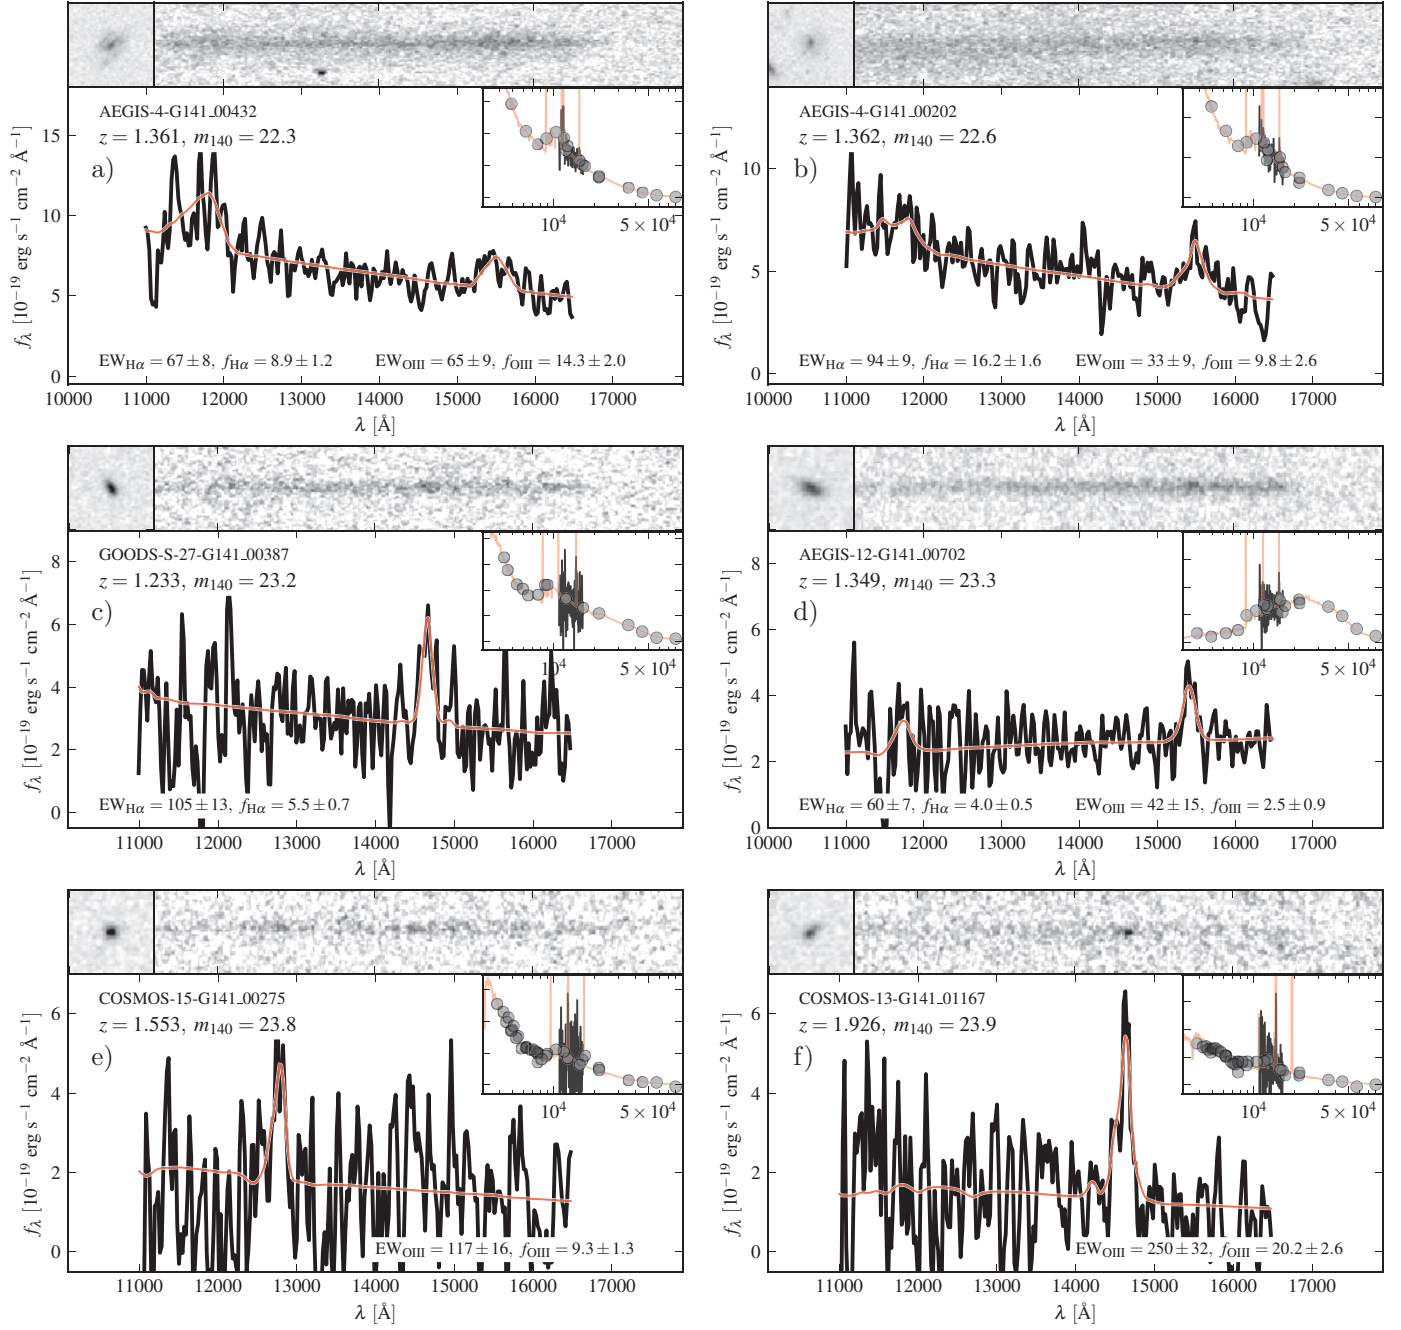 AEGIS-4-G141_00432
z = 1.361, m140 = 22.3
a)
15
10
5
0
fλ [10−19 erg s−1 cm−2 Å−1]
10^4 5 × 10^4
EWHα = 67 ± 8, fHα = 8.9 ± 1.2 EWOIII = 65 ± 9, fOIII = 14.3 ± 2.0
10000 11000 12000 13000 14000 15000 16000 17000
λ [Å]
AEGIS-4-G141_00202
z = 1.362, m140 = 22.6
b)
10
5
0
fλ [10−19 erg s−1 cm−2 Å−1]
10^4 5 × 10^4
EWHα = 94 ± 9, fHα = 16.2 ± 1.6 EWOIII = 33 ± 9, fOIII = 9.8 ± 2.6
10000 11000 12000 13000 14000 15000 16000 17000
λ [Å]
GOODS-S-27-G141_00387
z = 1.233, m140 = 23.2
c)
8
6
4
2
0
fλ [10−19 erg s−1 cm−2 Å−1]
10^4 5 × 10^4
EWHα = 105 ± 13, fHα = 5.5 ± 0.7
11000 12000 13000 14000 15000 16000 17000
λ [Å]
AEGIS-12-G141_00702
z = 1.349, m140 = 23.3
d)
8
6
4
2
0
fλ [10−19 erg s−1 cm−2 Å−1]
10^4 5 × 10^4
EWHα = 60 ± 7, fHα = 4.0 ± 0.5 EWOIII = 42 ± 15, fOIII = 2.5 ± 0.9
10000 11000 12000 13000 14000 15000 16000 17000
λ [Å]
COSMOS-15-G141_00275
z = 1.553, m140 = 23.8
e)
6
4
2
0
fλ [10−19 erg s−1 cm−2 Å−1]
10^4 5 × 10^4
EWOIII = 117 ± 16, fOIII = 9.3 ± 1.3
11000 12000 13000 14000 15000 16000 17000
λ [Å]
COSMOS-13-G141_01167
z = 1.926, m140 = 23.9
f)
6
4
2
0
fλ [10−19 erg s−1 cm−2 Å−1]
10^4 5 × 10^4
EWOIII = 250 ± 32, fOIII = 20.2 ± 2.6
11000 12000 13000 14000 15000 16000 17000
λ [Å]